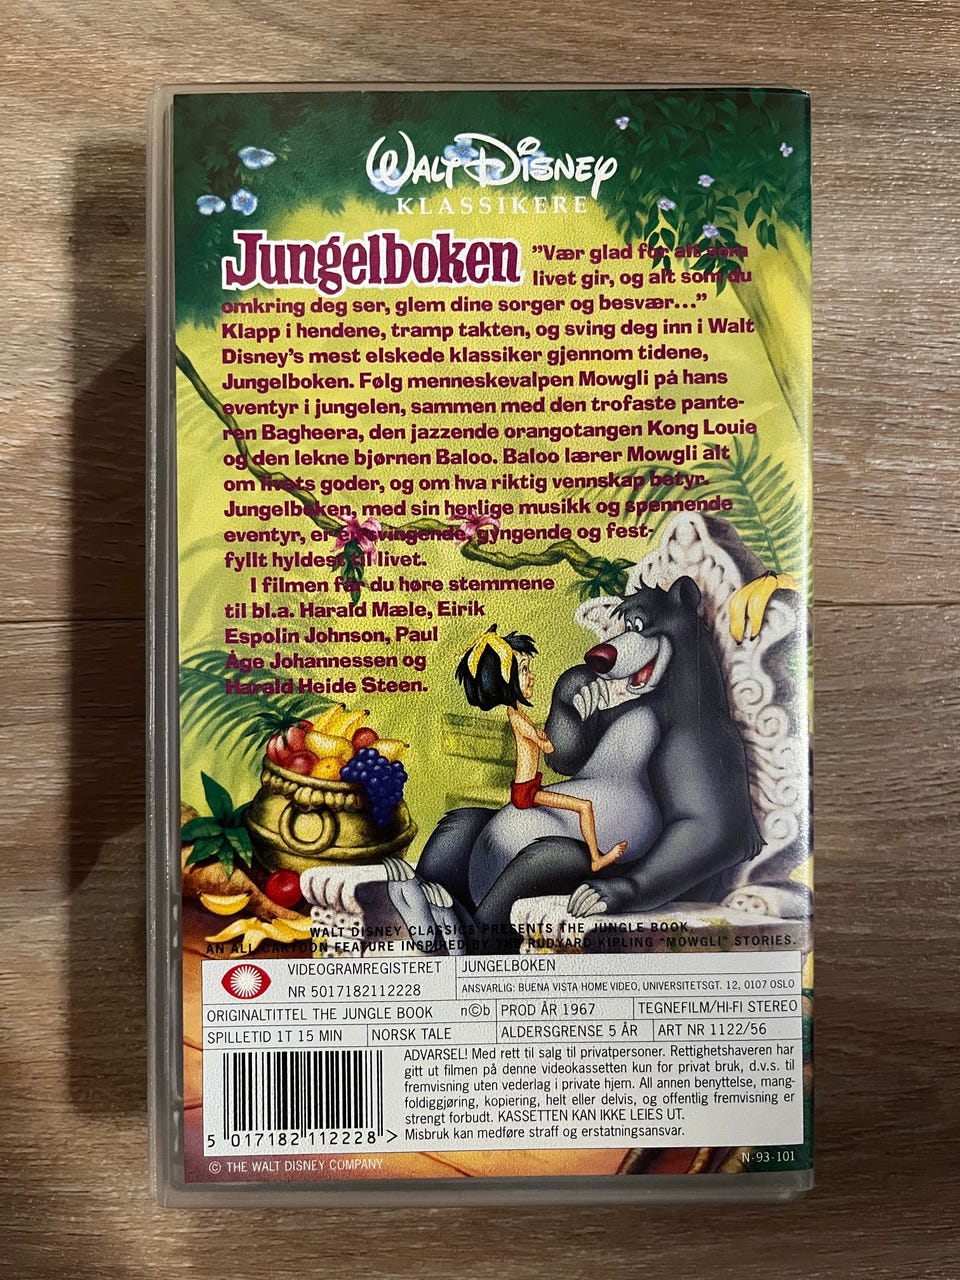 WALT DISNEY
KLASSIKERE
Jungelboken
"Vær glad for alt som
livet gir, og alt som du
omkring deg ser, glem dine sorger og besvær..."
Klapp i hendene, tramp takten, og sving deg inn i Walt
Disney's mest elskede klassiker gjennom tidene,
Jungelboken. Følg menneskevalpen Mowgli på hans
eventyr i jungelen, sammen med den trofaste pante-
ren Bagheera, den jazzende orangotangen Kong Louie
og den lekne bjørnen Baloo. Baloo lærer Mowgli alt
om livets goder, og om hva riktig vennskap betyr.
Jungelboken, med sin herlige musikk og spennende
eventyr, er en svingende, gyngende og fest-
fyllt hyldest til livet.
I filmen får du høre stemmene
til bl.a. Harald Mæle, Eirik
Espolin Johnson, Paul
Åge Johannessen og
Harald Heide Steen.
WALT DISNEY CLASSICS PRESENTS THE JUNGLE BOOK,
AN ALL CARTOON FEATURE INSPIRED BY THE RUDYARD KIPLING "MOWGLI" STORIES.
VIDEOGRAMREGISTERET
NR 5017182112228
JUNGELBOKEN
ANSVARLIG: BUENA VISTA HOME VIDEO, UNIVERSITETSGT. 12, 0107 OSLO
ORIGINALTITTEL THE JUNGLE BOOK
n©b
PROD ÅR 1967
TEGNEFILM/HI-FI STEREO
SPILLETID 1T 15 MIN
NORSK TALE
ALDERSGRENSE 5 ÅR
ART NR 1122/56
ADVARSEL! Med rett til salg til privatpersoner. Rettighetshaveren har
gitt ut filmen på denne videokassetten kun for privat bruk, d.v.s. til
fremvisning uten vederlag i private hjem. All annen benyttelse, mang-
foldiggjøring, kopiering, helt eller delvis, og offentlig fremvisning er
strengt forbudt. KASSETTEN KAN IKKE LEIES UT.
Misbruk kan medføre straff og erstatningsansvar.
5 017182 112228 >
© THE WALT DISNEY COMPANY
N-93-101